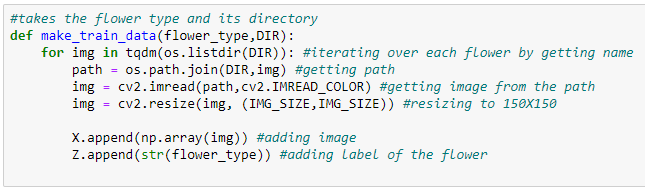 #takes the flower type and its directory
def make_train_data(flower_type,DIR):
    for img in tqdm(os.listdir(DIR)): #iterating over each flower by getting name
        path = os.path.join(DIR,img) #getting path
        img = cv2.imread(path,cv2.IMREAD_COLOR) #getting image from the path
        img = cv2.resize(img, (IMG_SIZE,IMG_SIZE)) #resizing to 150X150

        X.append(np.array(img)) #adding image
        Z.append(str(flower_type)) #adding label of the flower